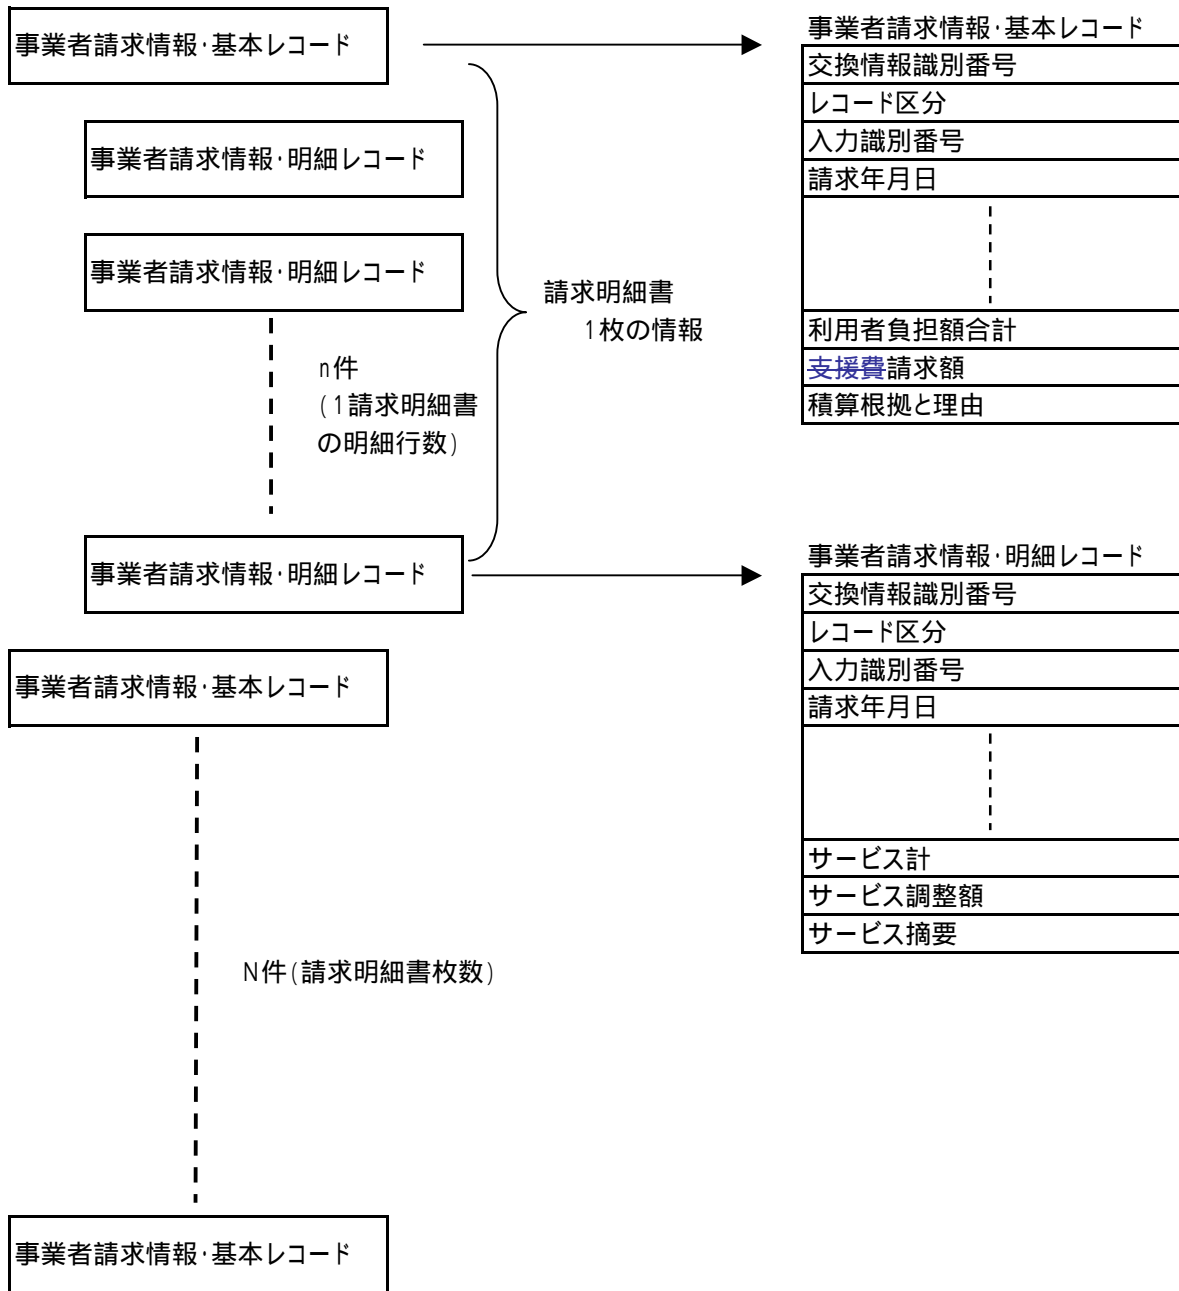 事業者請求情報･基本レコード
事業者請求情報･明細レコード
事業者請求情報･明細レコード
n件
(1請求明細書
の明細行数)
請求明細書
1枚の情報
事業者請求情報･明細レコード
事業者請求情報･基本レコード
N件(請求明細書枚数)
事業者請求情報･基本レコード
事業者請求情報･基本レコード
交換情報識別番号
レコード区分
入力識別番号
請求年月日
利用者負担額合計
支援費請求額
積算根拠と理由
事業者請求情報･明細レコード
交換情報識別番号
レコード区分
入力識別番号
請求年月日
サービス計
サービス調整額
サービス摘要